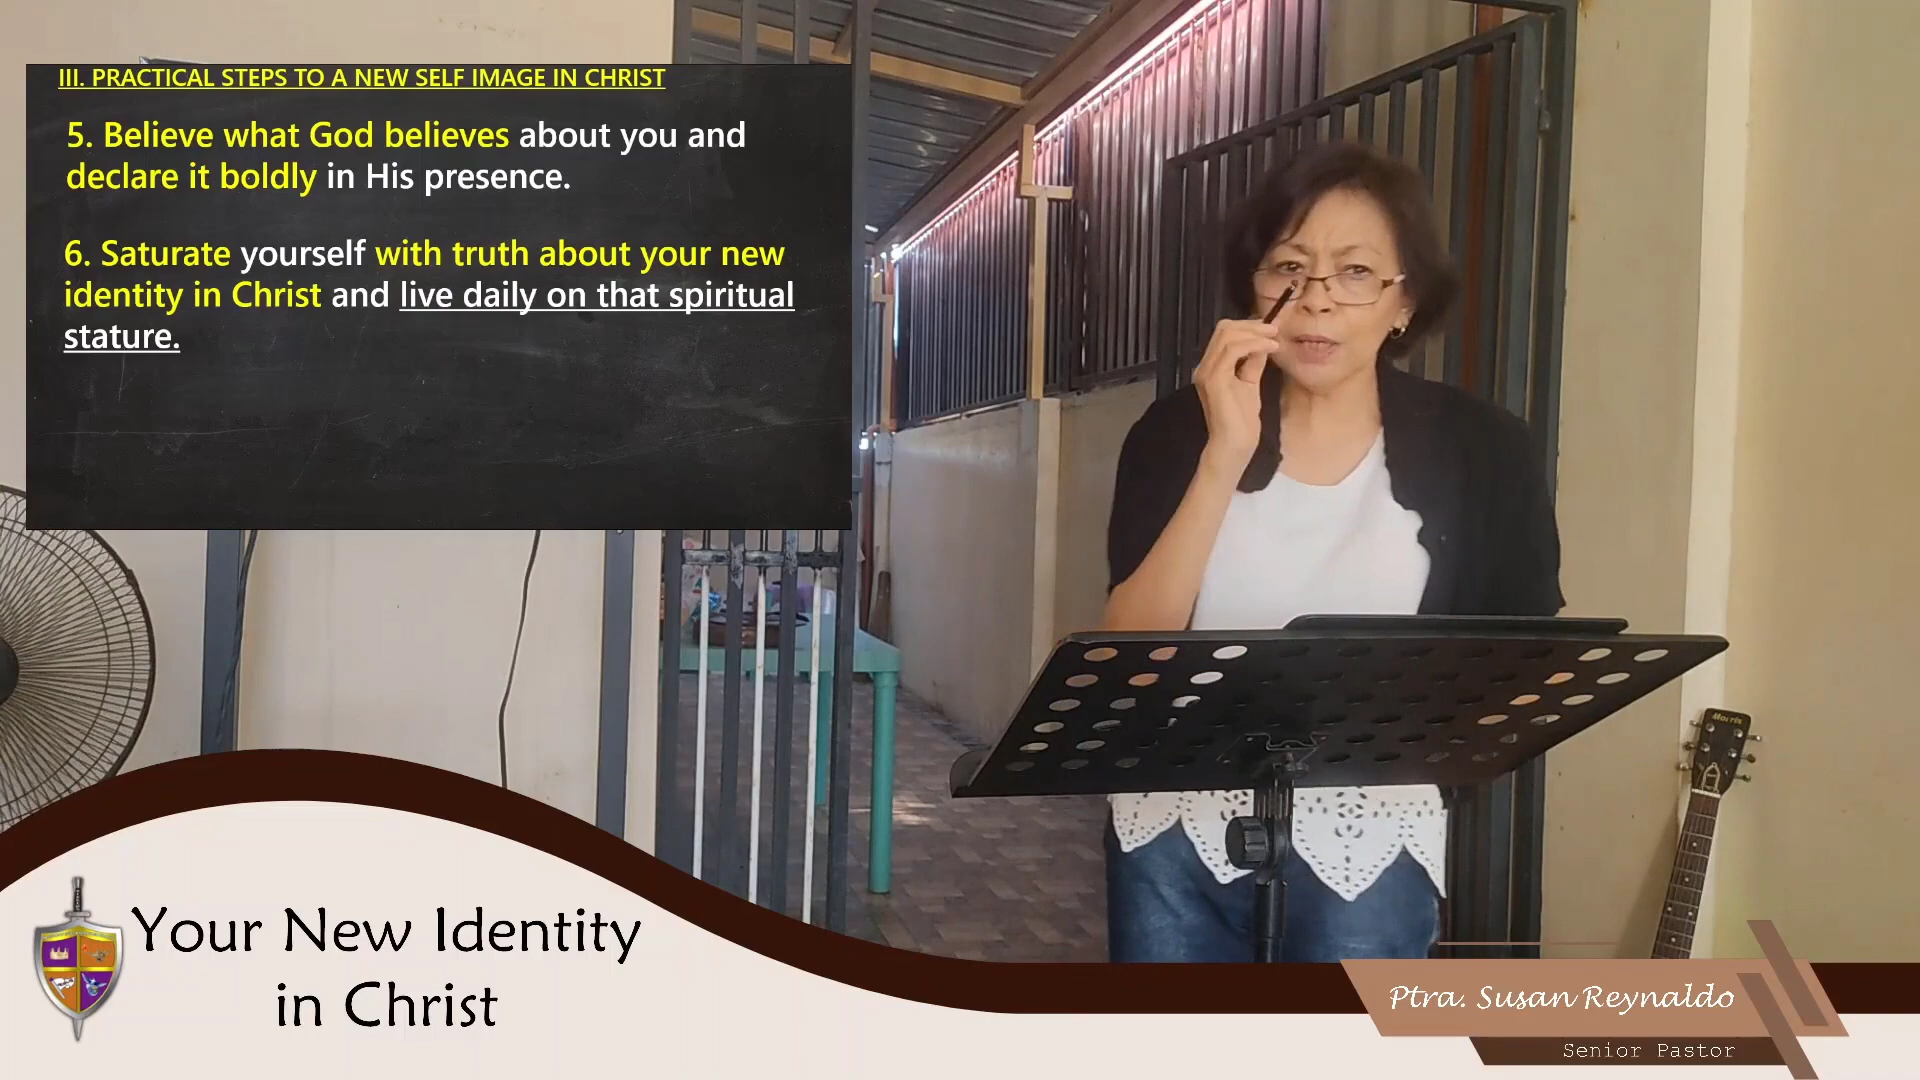 III. PRACTICAL STEPS TO A NEW SELF IMAGE IN CHRIST
5. Believe what God believes about you and
declare it boldly in His presence.
6. Saturate yourself with truth about your new
identity in Christ and live daily on that spiritual
stature.
Morris
Your New Identity
in Christ
Ptra. Susan Reynaldo
Senior Pastor